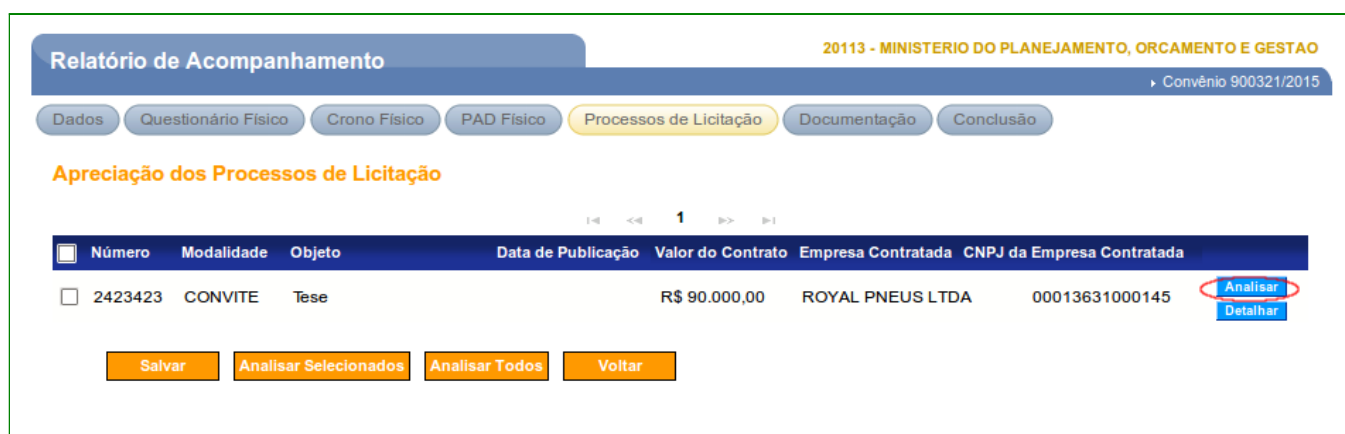 20113 - MINISTERIO DO PLANEJAMENTO, ORCAMENTO E GESTAO
Relatório de Acompanhamento
Convênio 900321/2015
Dados Questionário Físico Crono Físico PAD Físico Processos de Licitação Documentação Conclusão
Apreciação dos Processos de Licitação
1
Número Modalidade Objeto Data de Publicação Valor do Contrato Empresa Contratada CNPJ da Empresa Contratada
2423423 CONVITE Tese R$ 90.000,00 ROYAL PNEUS LTDA 00013631000145 Analisar
Detalhar
Salvar Analisar Selecionados Analisar Todos Voltar